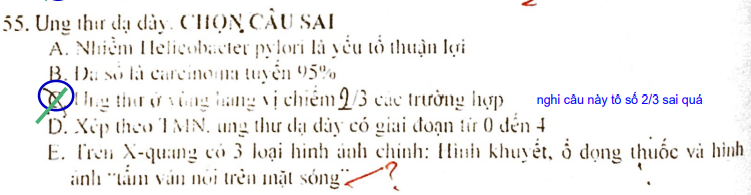 55. Ung thư dạ dày. CHỌN CÂU SAI
A. Nhiễm Helicobacter pylori là yếu tố thuận lợi
B. Đa số là carcinoma tuyến 95%
C. Ung thư ở vùng hang vị chiếm 2/3 các trường hợp
nghi câu này tô số 2/3 sai quá
D. Xếp theo TMN, ung thư dạ dày có giai đoạn từ 0 đến 4
E. Trên X-quang có 3 loại hình ảnh chính: Hình khuyết, ổ đọng thuốc và hình
ảnh "tấm ván nổi trên mặt sóng" ?